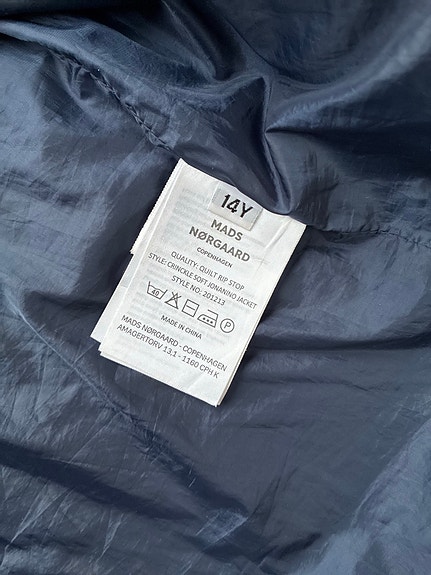 14Y
MADS
NØRGAARD
COPENHAGEN
QUALITY: QUILT RIP STOP
STYLE: CRINCKLE SOFT JONANINO JACKET
STYLE NO: 201213
40 P
MADE IN CHINA
MADS NØRGAARD - COPENHAGEN
AMAGERTORV 13,1 - 1160 CPH K